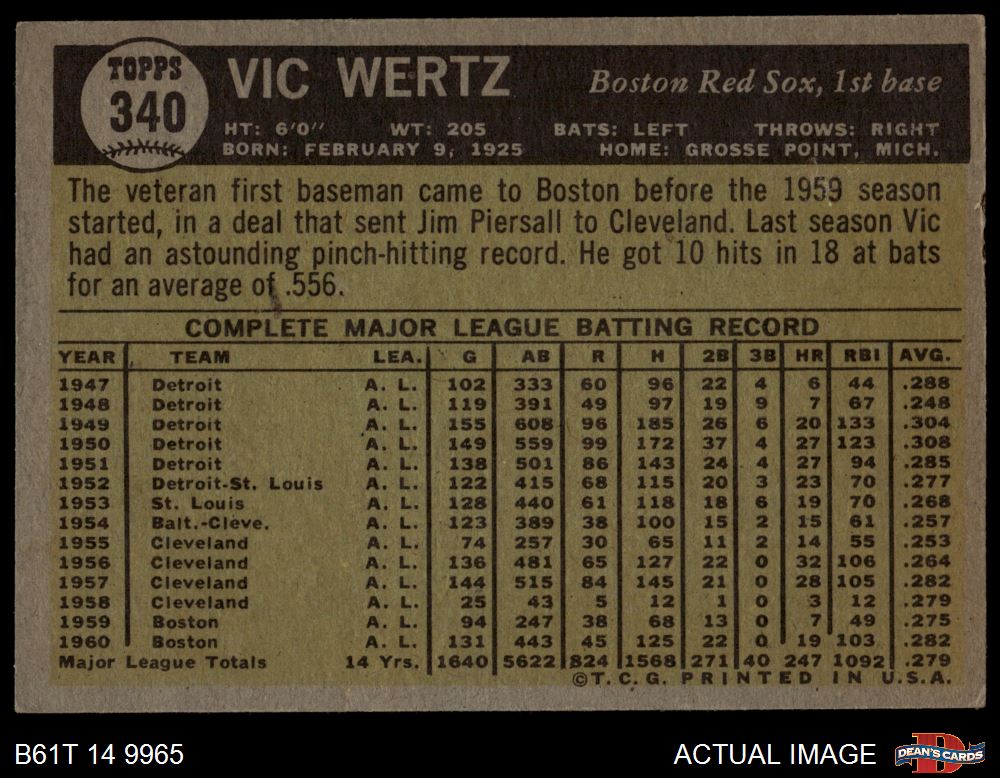 TOPPS
340
VIC WERTZ
Boston Red Sox, 1st base
HT: 6'0" WT: 205 BATS: LEFT THROWS: RIGHT
BORN: FEBRUARY 9, 1925 HOME: GROSSE POINT, MICH.
The veteran first baseman came to Boston before the 1959 season
started, in a deal that sent Jim Piersall to Cleveland. Last season Vic
had an astounding pinch-hitting record. He got 10 hits in 18 at bats
for an average of .556.
COMPLETE MAJOR LEAGUE BATTING RECORD
YEAR TEAM LEA. G AB R H 2B 3B HR RBI AVG.
1947 Detroit A. L. 102 333 60 96 22 4 6 44 .288
1948 Detroit A. L. 119 391 49 97 19 9 7 67 .248
1949 Detroit A. L. 155 608 96 185 26 6 20 133 .304
1950 Detroit A. L. 149 559 99 172 37 4 27 123 .308
1951 Detroit A. L. 138 501 86 143 24 4 27 94 .285
1952 Detroit-St. Louis A. L. 122 415 68 115 20 3 23 70 .277
1953 St. Louis A. L. 128 440 61 118 18 6 19 70 .268
1954 Balt.-Cleve. A. L. 123 389 38 100 15 2 15 61 .257
1955 Cleveland A. L. 74 257 30 65 11 2 14 55 .253
1956 Cleveland A. L. 136 481 65 127 22 0 32 106 .264
1957 Cleveland A. L. 144 515 84 145 21 0 28 105 .282
1958 Cleveland A. L. 25 43 5 12 1 0 3 12 .279
1959 Boston A. L. 94 247 38 68 13 0 7 49 .275
1960 Boston A. L. 131 443 45 125 22 0 19 103 .282
Major League Totals 14 Yrs. 1640 5622 824 1568 271 40 247 1092 .279
©T. C. G. PRINTED IN U.S.A.
B61T 14 9965
ACTUAL IMAGE
DEAN'S CARDS